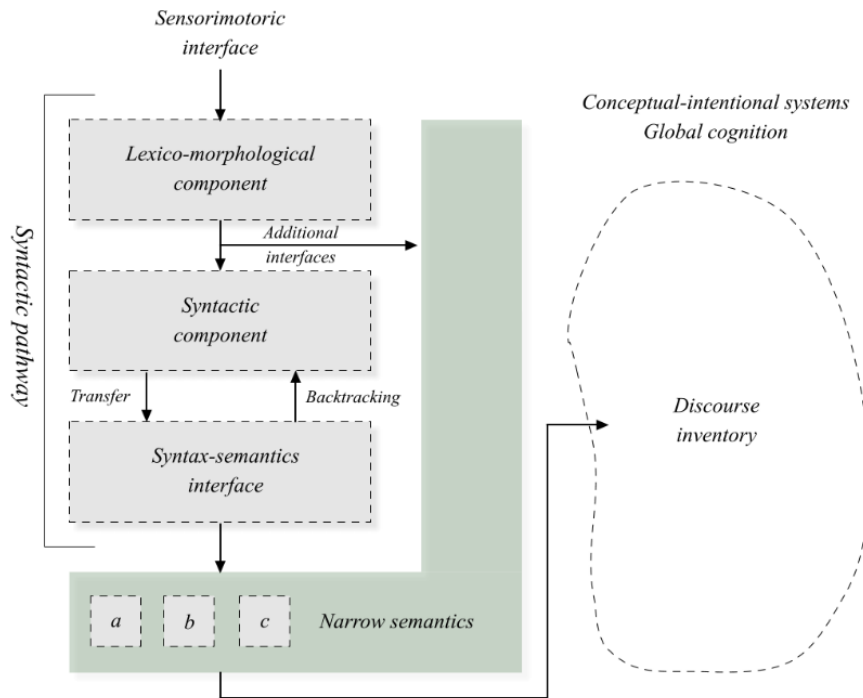 Sensorimotoric
interface
Conceptual-intentional systems
Global cognition
Lexico-morphological
component
Syntactic pathway
Additional
interfaces
Syntactic
component
Transfer
Backtracking
Discourse
inventory
Syntax-semantics
interface
a
b
c
Narrow semantics